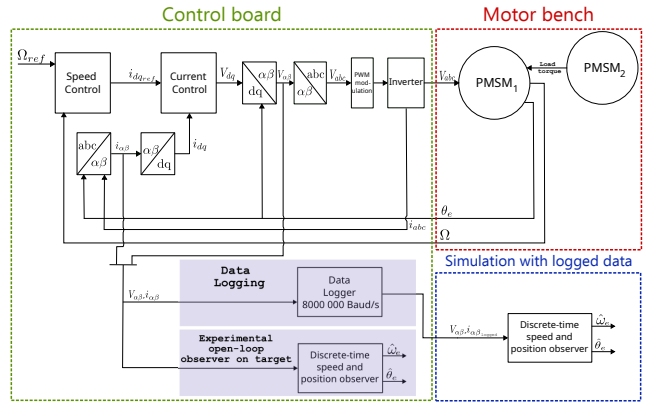 Control board
Motor bench
Ω_ref
Speed
Control
i_dq_ref
Current
Control
V_dq
αβ
dq
V_αβ
abc
αβ
V_abc
PWM
mod-
ulation
Inverter
V_abc
PMSM_1
Load
torque
PMSM_2
abc
αβ
i_αβ
αβ
dq
i_dq
θ_e
i_abc
Ω
Simulation with logged data
Data
Logging
Data
Logger
8000 000 Baud/s
V_αβ,i_αβ
V_αβ,i_αβ_Logged
Discrete-time
speed and
position observer
ω̂_e
θ̂_e
Experimental
open-loop
observer on target
Discrete-time
speed and
position observer
ω̂_e
θ̂_e